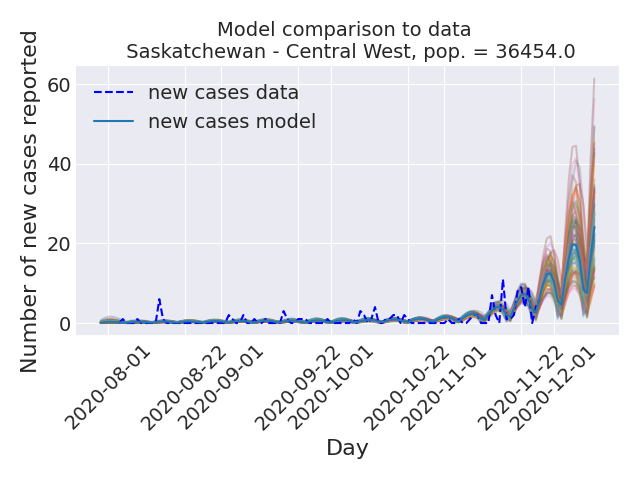 Model comparison to data
Saskatchewan - Central West, pop. = 36454.0
Number of new cases reported
60
40
20
0
new cases data
new cases model
2020-08-01
2020-08-22
2020-09-01
2020-09-22
2020-10-01
2020-10-22
2020-11-01
2020-11-22
2020-12-01
Day